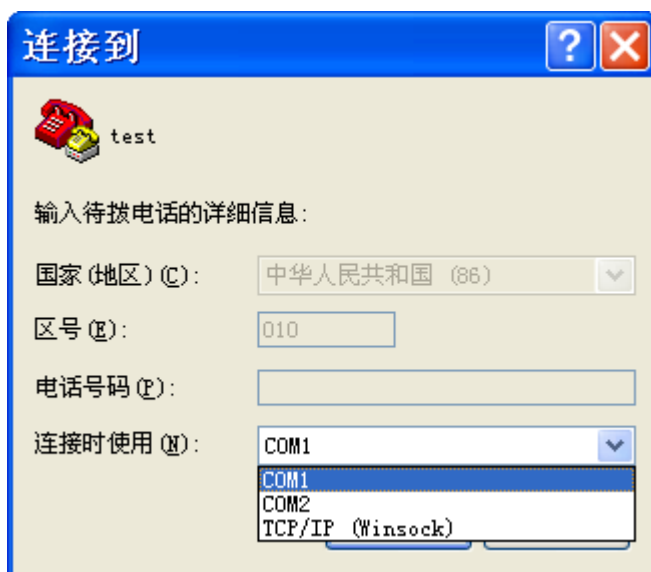 连接到
test
输入待拨电话的详细信息:
国家(地区)(C): 中华人民共和国 (86)
区号(E): 010
电话号码(P):
连接时使用(N): COM1
COM1
COM2
TCP/IP (Winsock)